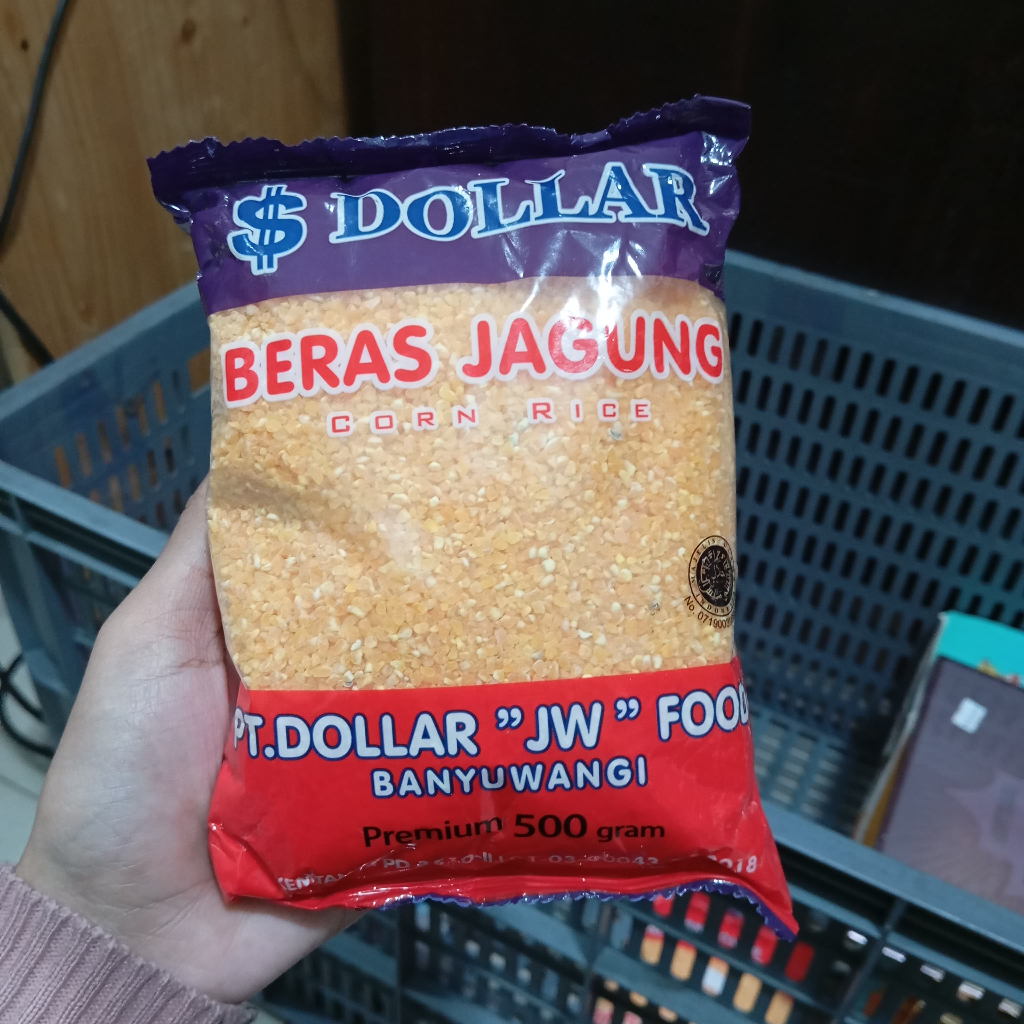 $ DOLLAR
BERAS JAGUNG
CORN RICE
PT.DOLLAR ” JW ” FOOD
BANYUWANGI
Premium 500 gram